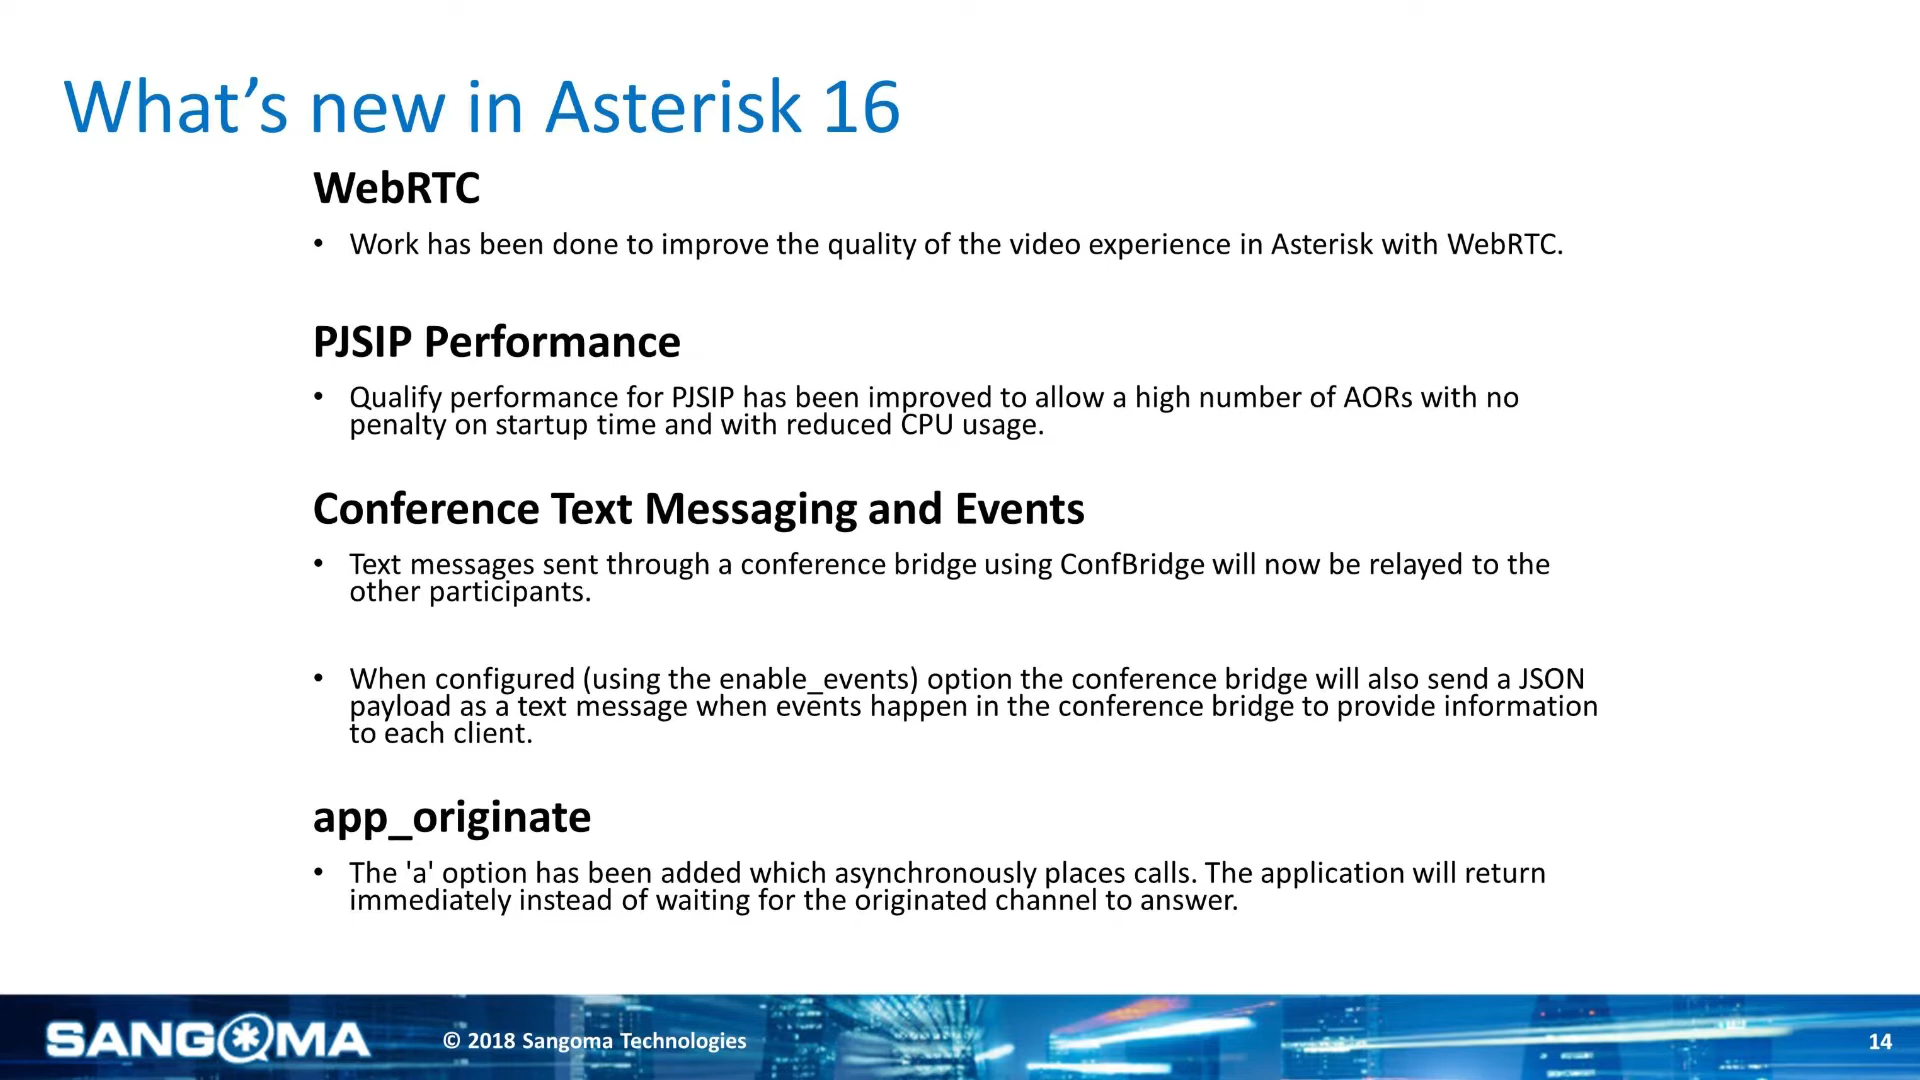 What’s new in Asterisk 16
WebRTC
• Work has been done to improve the quality of the video experience in Asterisk with WebRTC.
PJSIP Performance
• Qualify performance for PJSIP has been improved to allow a high number of AORs with no
penalty on startup time and with reduced CPU usage.
Conference Text Messaging and Events
• Text messages sent through a conference bridge using ConfBridge will now be relayed to the
other participants.
• When configured (using the enable_events) option the conference bridge will also send a JSON
payload as a text message when events happen in the conference bridge to provide information
to each client.
app_originate
• The 'a' option has been added which asynchronously places calls. The application will return
immediately instead of waiting for the originated channel to answer.
SANGOMA
© 2018 Sangoma Technologies
14